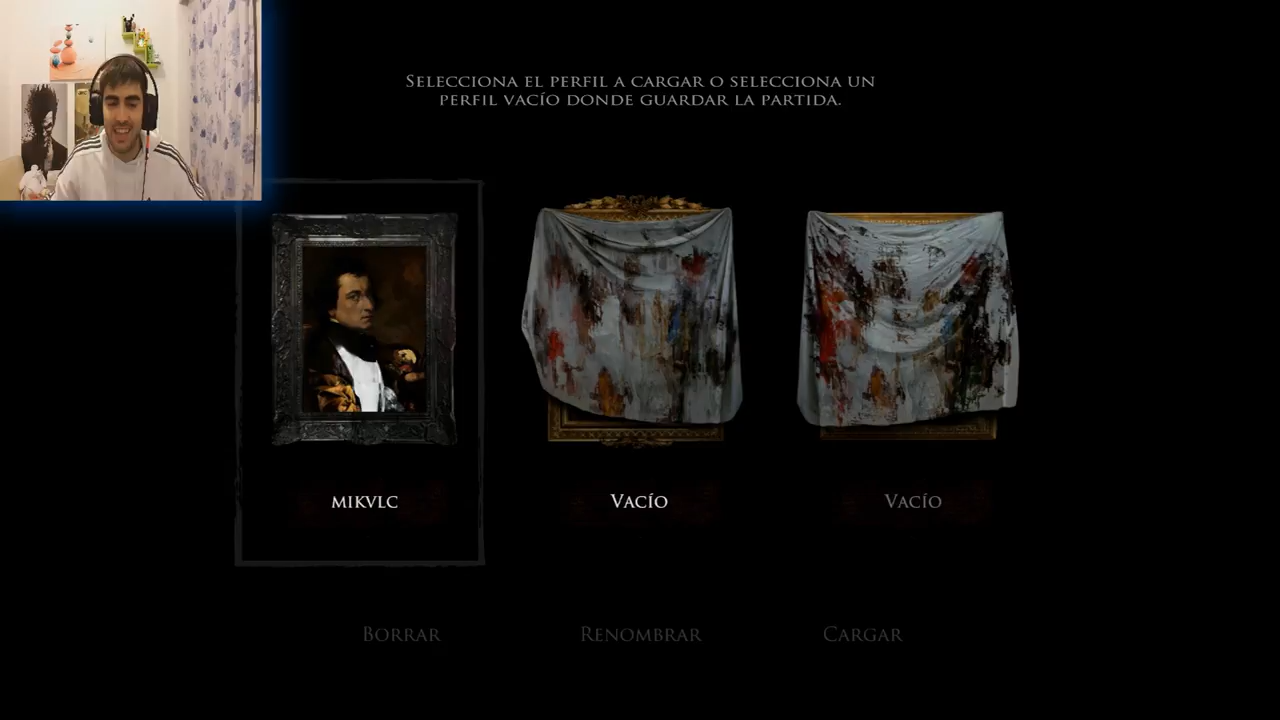 Selecciona el perfil a cargar o selecciona un
perfil vacío donde guardar la partida.
mikvlc
Vacío
Vacío
Borrar
Renombrar
Cargar